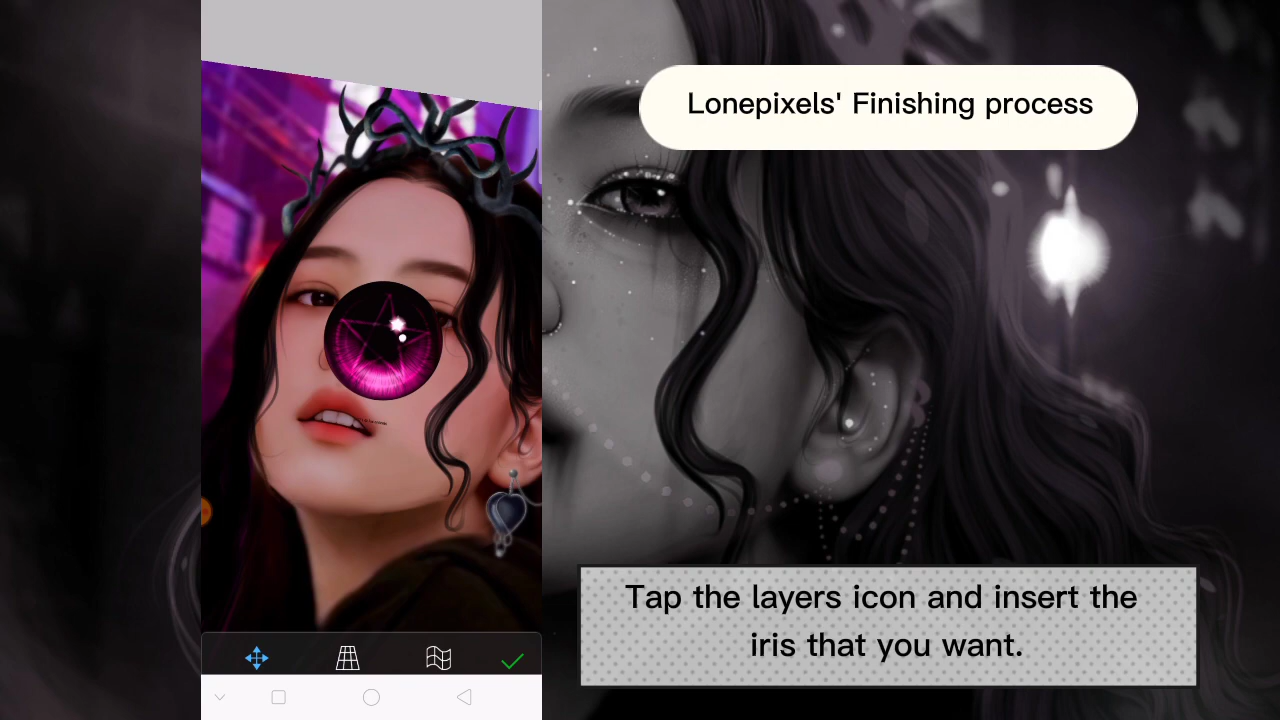 Lonepixels' Finishing process
Tap the layers icon and insert the
iris that you want.